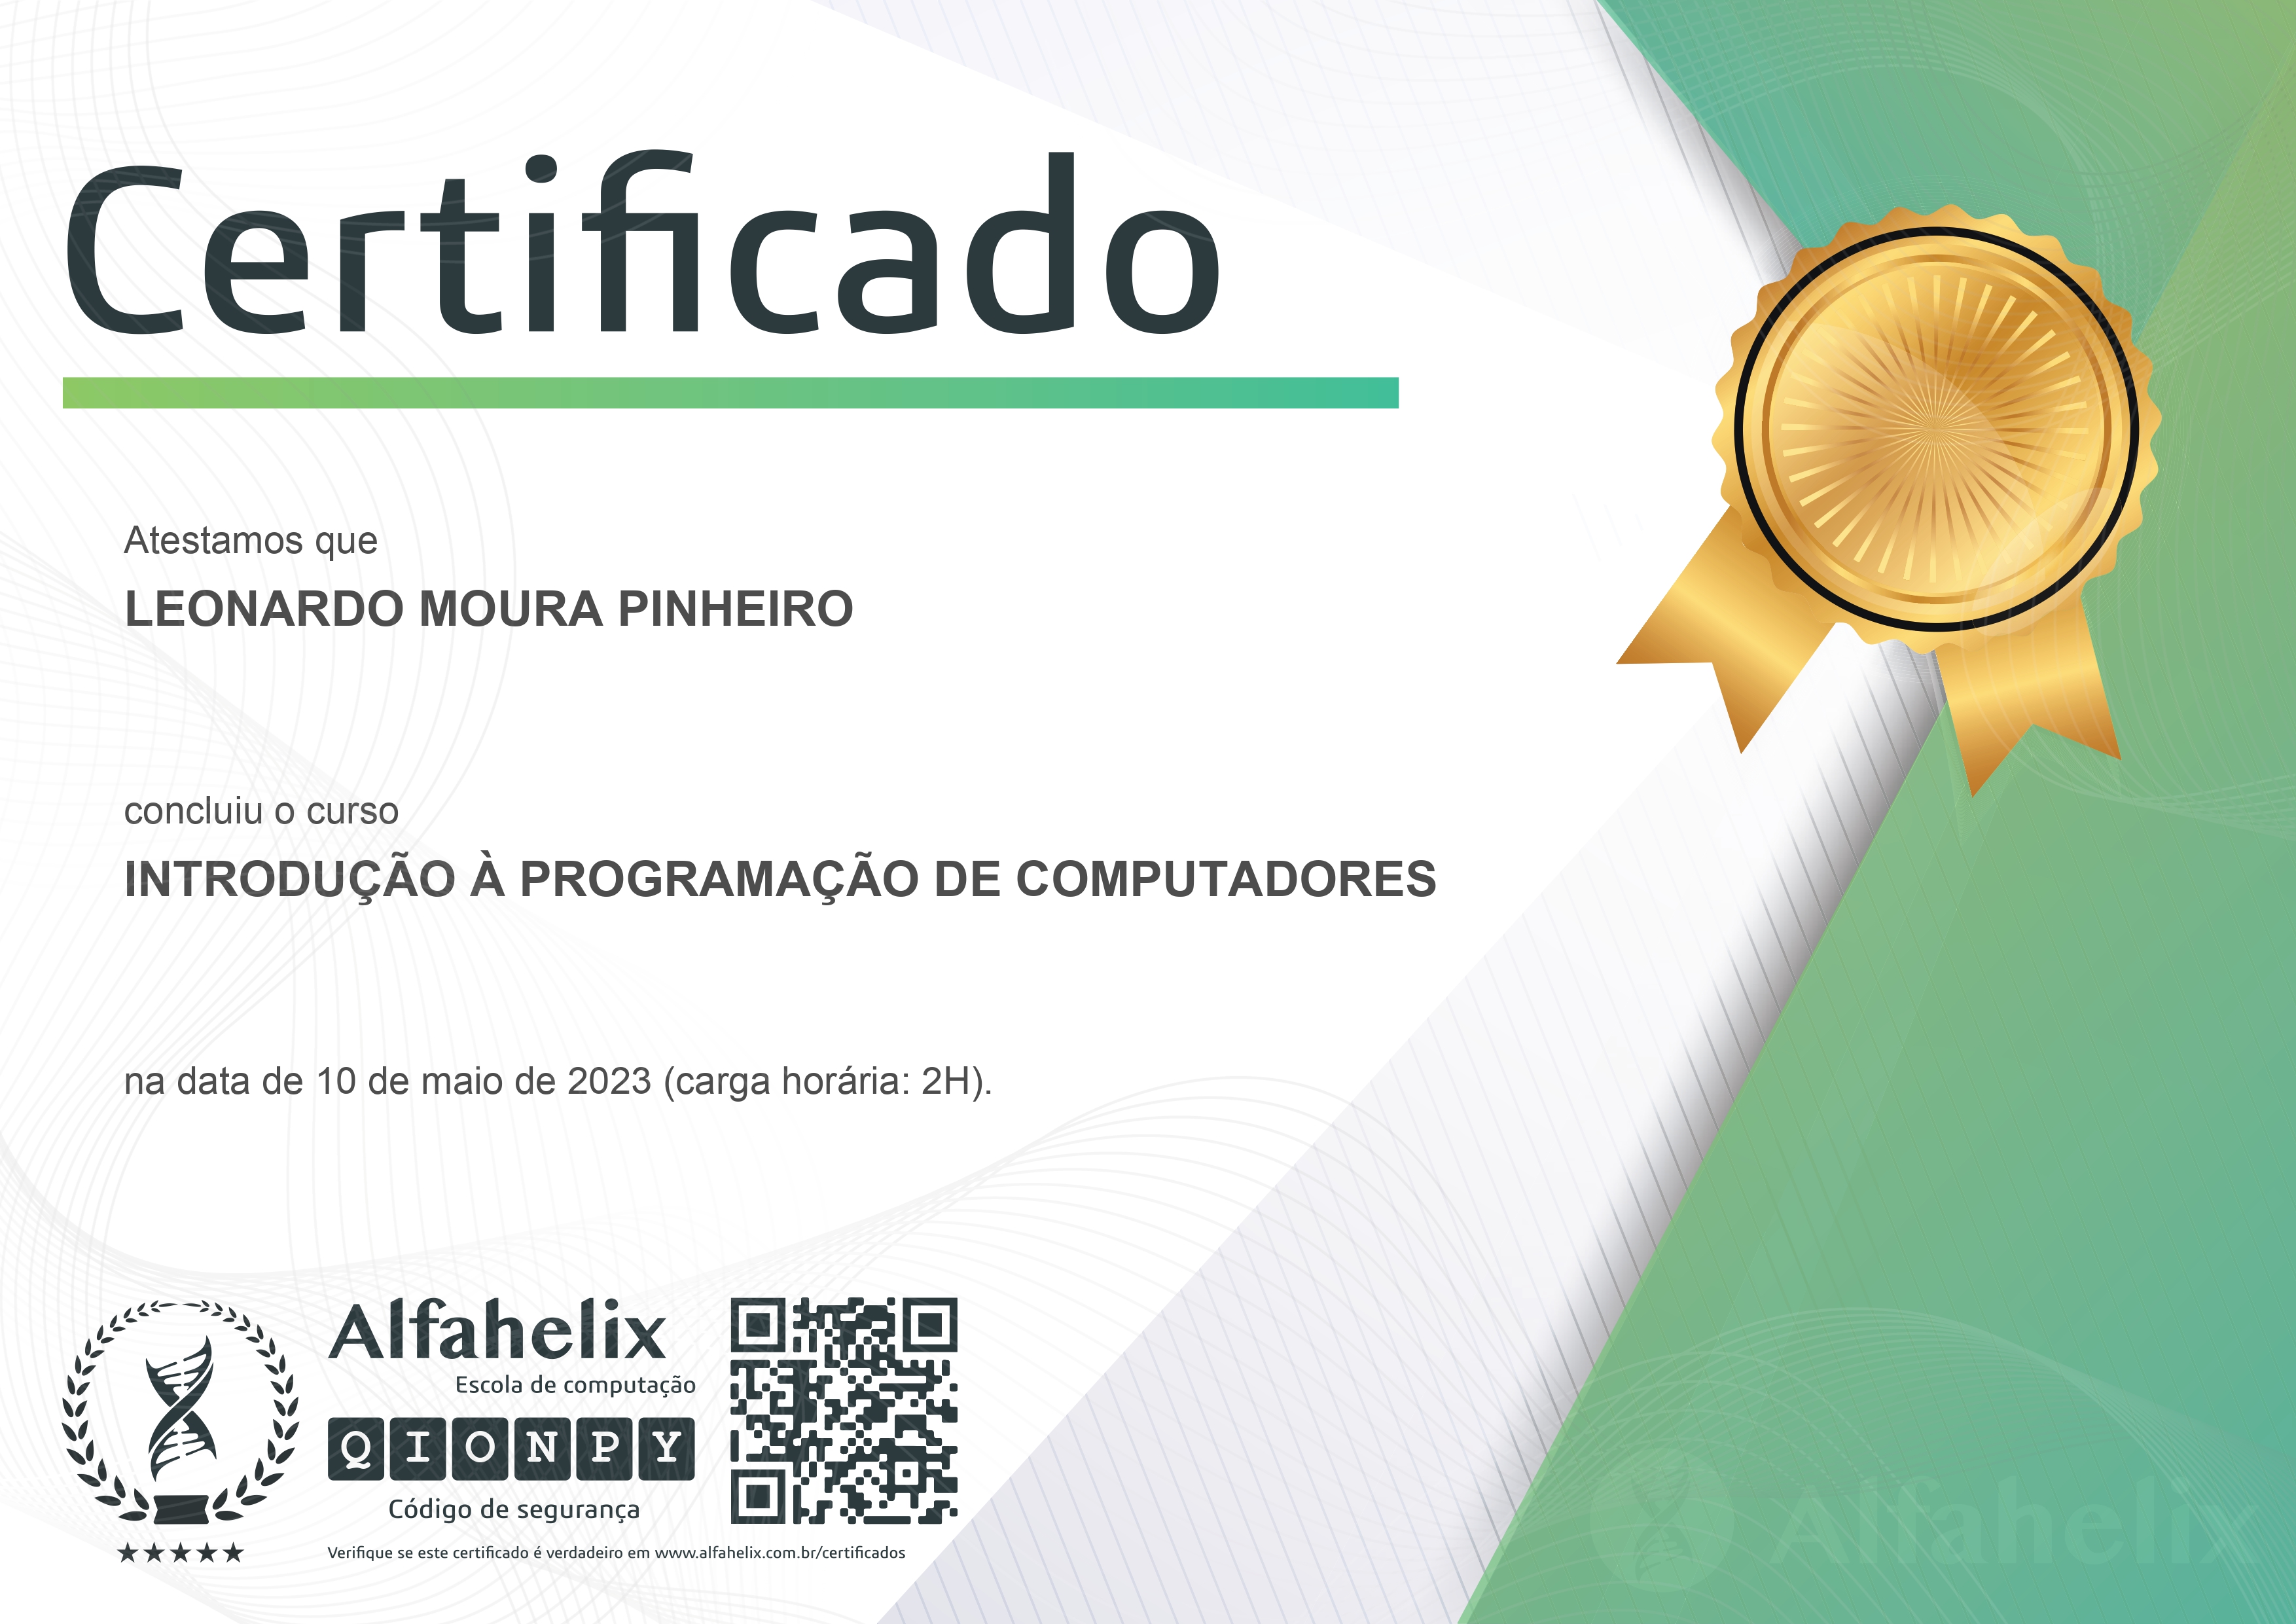 Certificado
Atestamos que
LEONARDO MOURA PINHEIRO
concluiu o curso
INTRODUÇÃO À PROGRAMAÇÃO DE COMPUTADORES
na data de 10 de maio de 2023 (carga horária: 2H).
Alfahelix
Escola de computação
QIONPY
Código de segurança
Verifique se este certificado é verdadeiro em www.alfahelix.com.br/certificados
Alfahelix